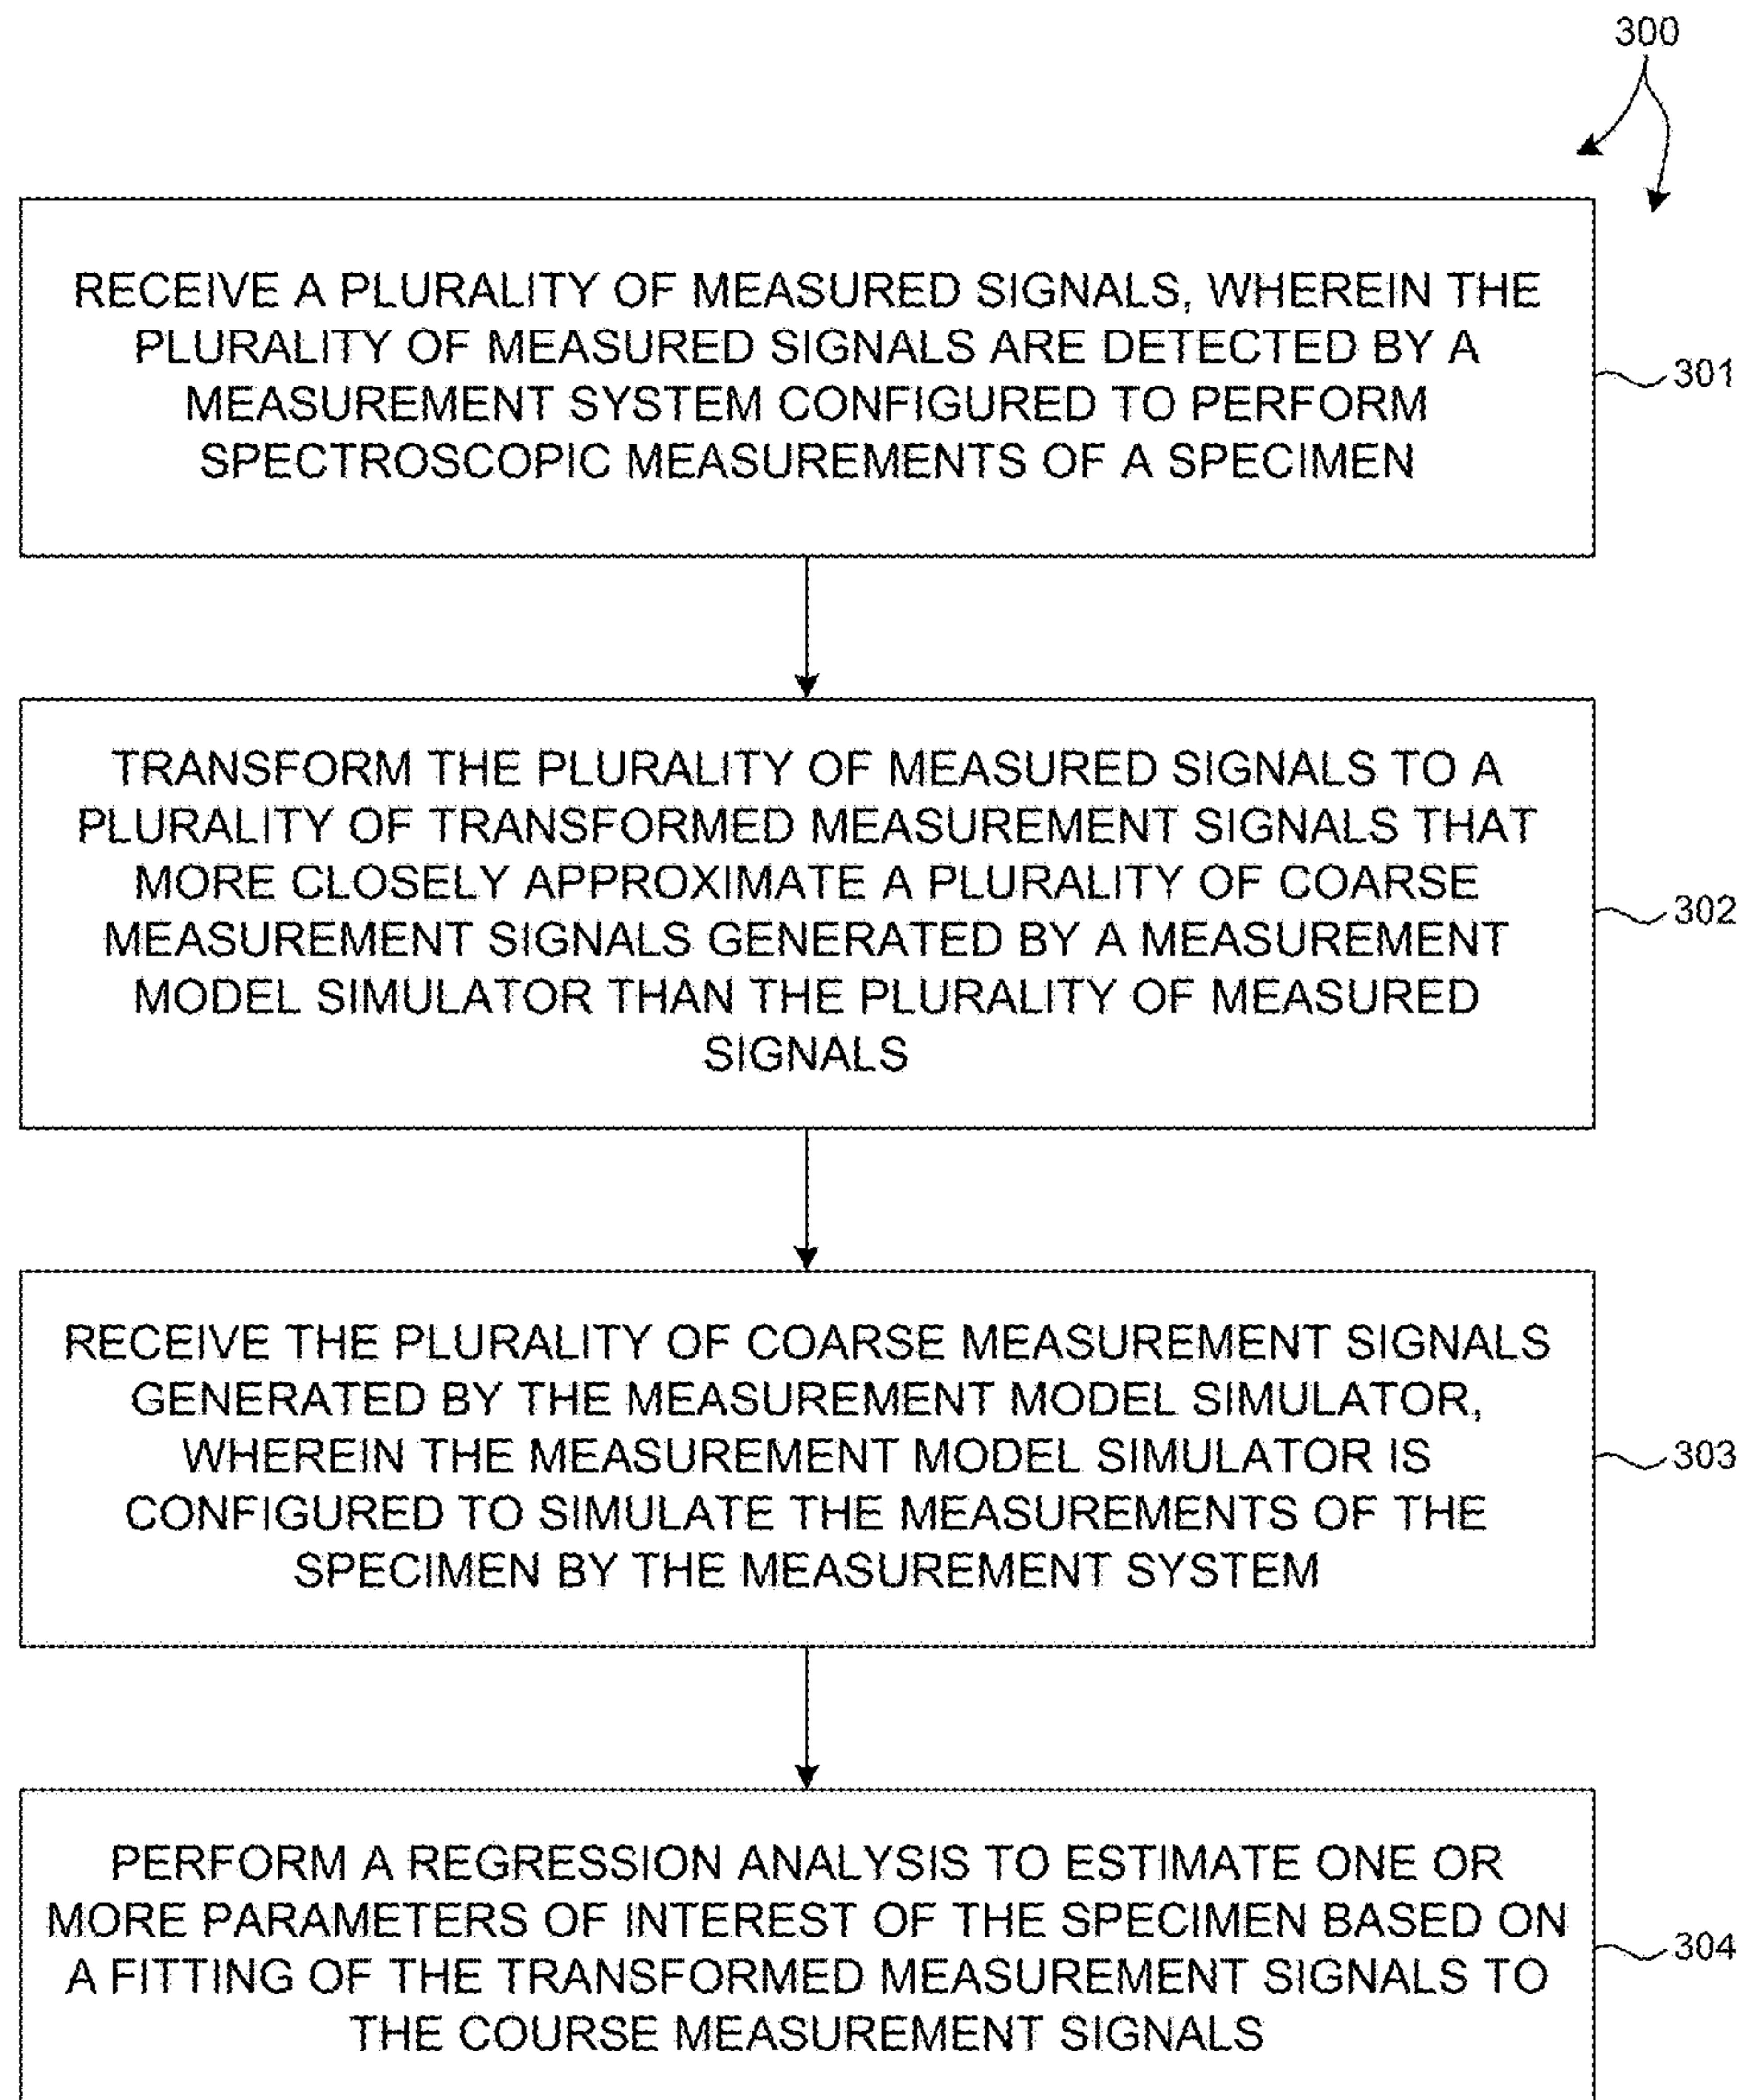 300
RECEIVE A PLURALITY OF MEASURED SIGNALS, WHEREIN THE
PLURALITY OF MEASURED SIGNALS ARE DETECTED BY A
MEASUREMENT SYSTEM CONFIGURED TO PERFORM
SPECTROSCOPIC MEASUREMENTS OF A SPECIMEN
301
TRANSFORM THE PLURALITY OF MEASURED SIGNALS TO A
PLURALITY OF TRANSFORMED MEASUREMENT SIGNALS THAT
MORE CLOSELY APPROXIMATE A PLURALITY OF COARSE
MEASUREMENT SIGNALS GENERATED BY A MEASUREMENT
MODEL SIMULATOR THAN THE PLURALITY OF MEASURED
SIGNALS
302
RECEIVE THE PLURALITY OF COARSE MEASUREMENT SIGNALS
GENERATED BY THE MEASUREMENT MODEL SIMULATOR,
WHEREIN THE MEASUREMENT MODEL SIMULATOR IS
CONFIGURED TO SIMULATE THE MEASUREMENTS OF THE
SPECIMEN BY THE MEASUREMENT SYSTEM
303
PERFORM A REGRESSION ANALYSIS TO ESTIMATE ONE OR
MORE PARAMETERS OF INTEREST OF THE SPECIMEN BASED ON
A FITTING OF THE TRANSFORMED MEASUREMENT SIGNALS TO
THE COURSE MEASUREMENT SIGNALS
304